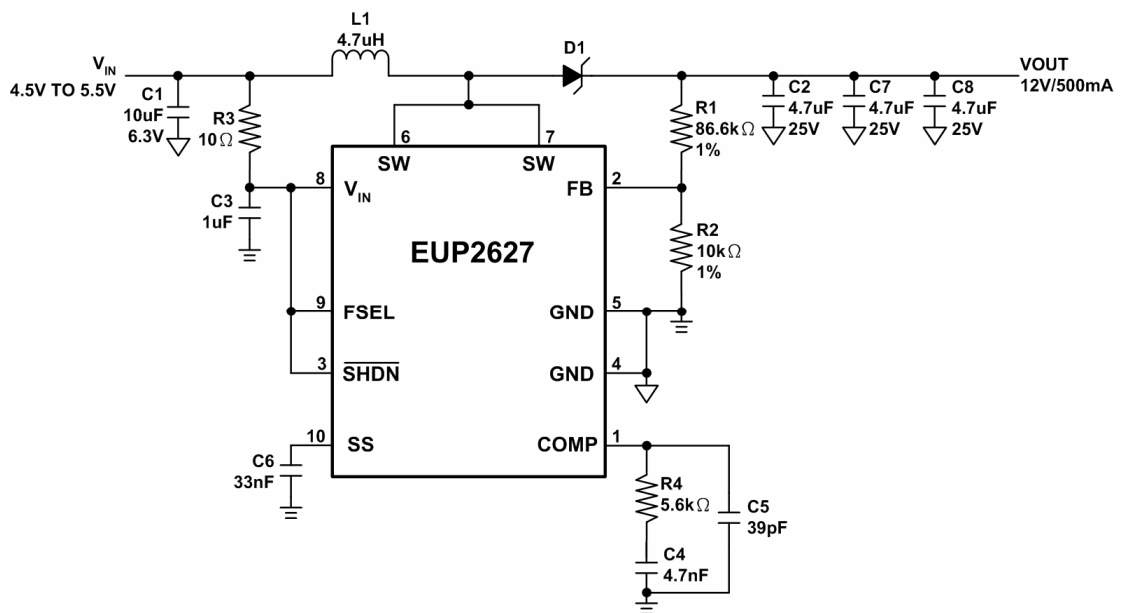 L1
4.7uH
D1
VIN
4.5V TO 5.5V
VOUT
12V/500mA
C1
10uF
6.3V
R3
10Ω
C2
4.7uF
25V
C7
4.7uF
25V
C8
4.7uF
25V
R1
86.6kΩ
1%
6
SW
7
SW
8
VIN
FB
2
C3
1uF
R2
10kΩ
1%
EUP2627
9
FSEL
GND
5
3
SHDN
GND
4
10
SS
COMP
1
C6
33nF
R4
5.6kΩ
C5
39pF
C4
4.7nF